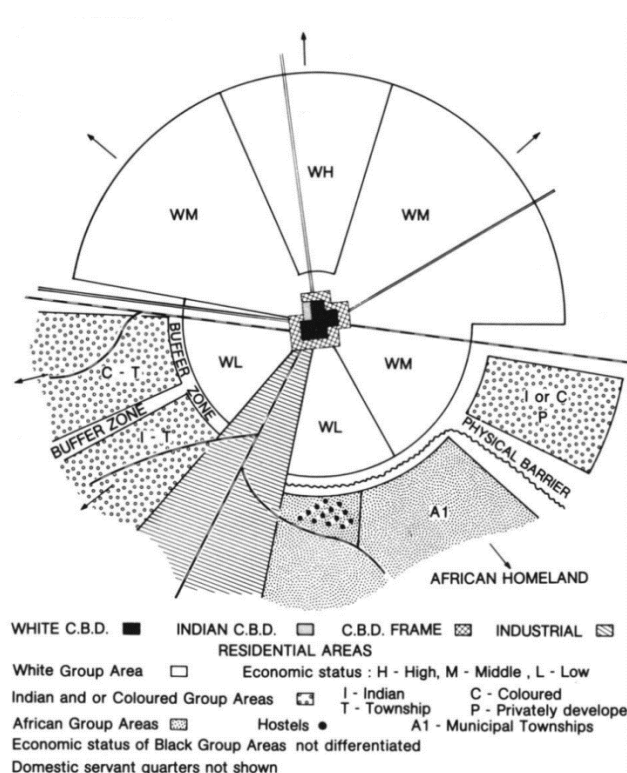 WH
WM
WM
C - T
BUFFER ZONE
WL
WM
I or C
P
BUFFER ZONE
I T
WL
PHYSICAL BARRIER
A1
AFRICAN HOMELAND
WHITE C.B.D. INDIAN C.B.D. C.B.D. FRAME INDUSTRIAL
RESIDENTIAL AREAS
White Group Area Economic status : H - High, M - Middle , L - Low
Indian and or Coloured Group Areas I - Indian C - Coloured
T - Township P - Privately develope
African Group Areas Hostels A1 - Municipal Townships
Economic status of Black Group Areas not differentiated
Domestic servant quarters not shown